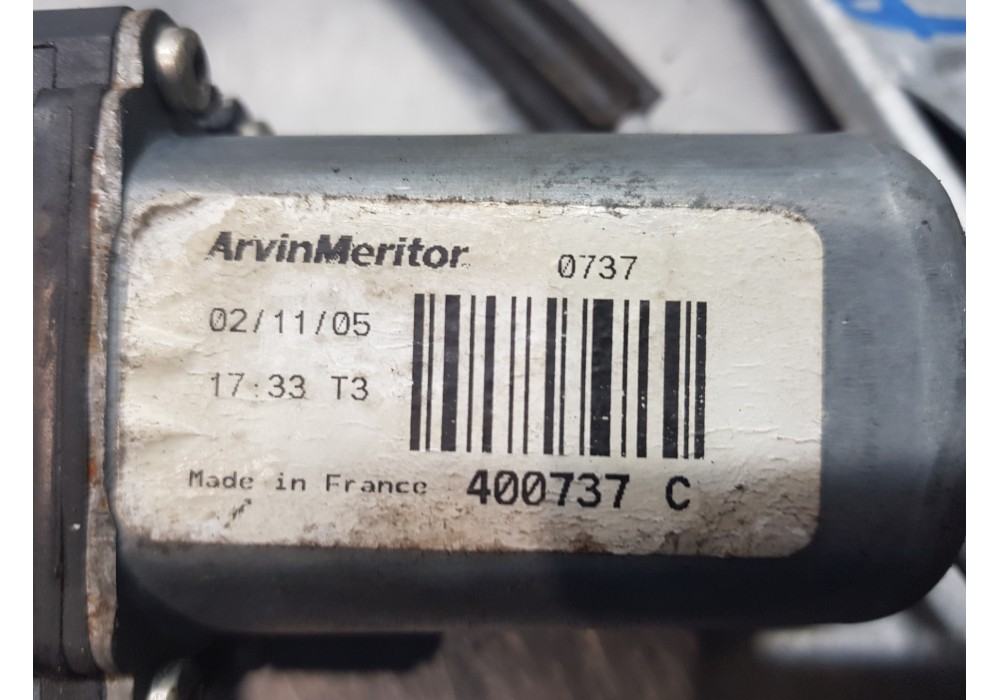 ArvinMeritor
0737
02/11/05
17:33 T3
Made in France
400737 C